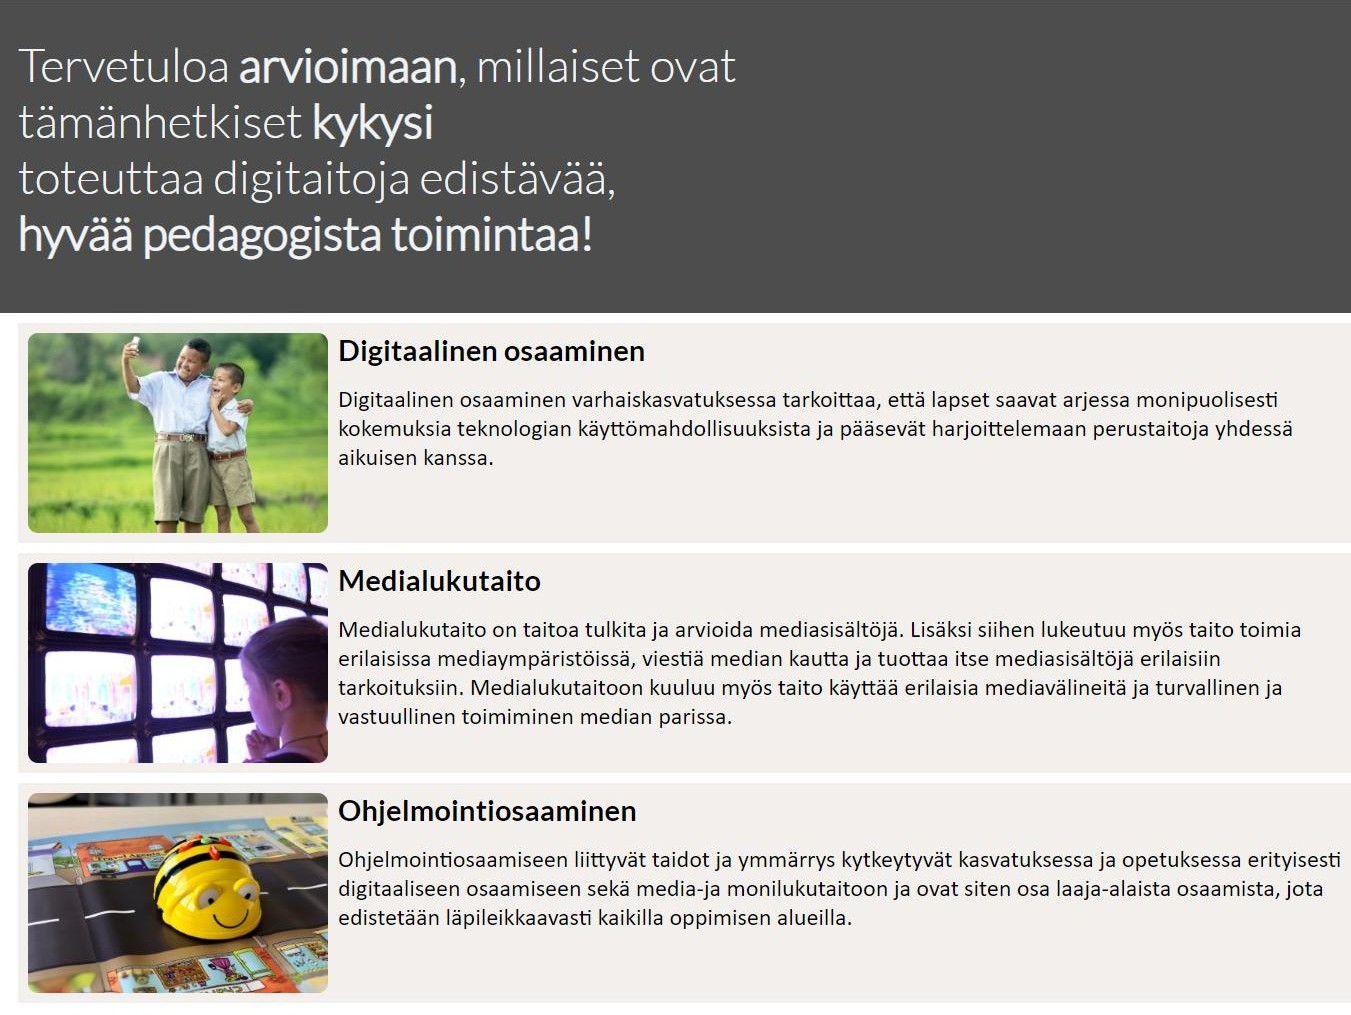 Tervetuloa arvioimaan, millaiset ovat
tämänhetkiset kykysi
toteuttaa digitaitoja edistävää,
hyvää pedagogista toimintaa!
Digitaalinen osaaminen
Digitaalinen osaaminen varhaiskasvatuksessa tarkoittaa, että lapset saavat arjessa monipuolisesti
kokemuksia teknologian käyttömahdollisuuksista ja pääsevät harjoittelemaan perustaitoja yhdessä
aikuisen kanssa.
Medialukutaito
Medialukutaito on taitoa tulkita ja arvioida mediasisältöjä. Lisäksi siihen lukeutuu myös taito toimia
erilaisissa mediaympäristöissä, viestiä median kautta ja tuottaa itse mediasisältöjä erilaisiin
tarkoituksiin. Medialukutaitoon kuuluu myös taito käyttää erilaisia mediavälineitä ja turvallinen ja
vastuullinen toimiminen median parissa.
Ohjelmointiosaaminen
Ohjelmointiosaamiseen liittyvät taidot ja ymmärrys kytkeytyvät kasvatuksessa ja opetuksessa erityisesti
digitaaliseen osaamiseen sekä media-ja monilukutaitoon ja ovat siten osa laaja-alaista osaamista, jota
edistetään läpileikkaavasti kaikilla oppimisen alueilla.
Travel Agents